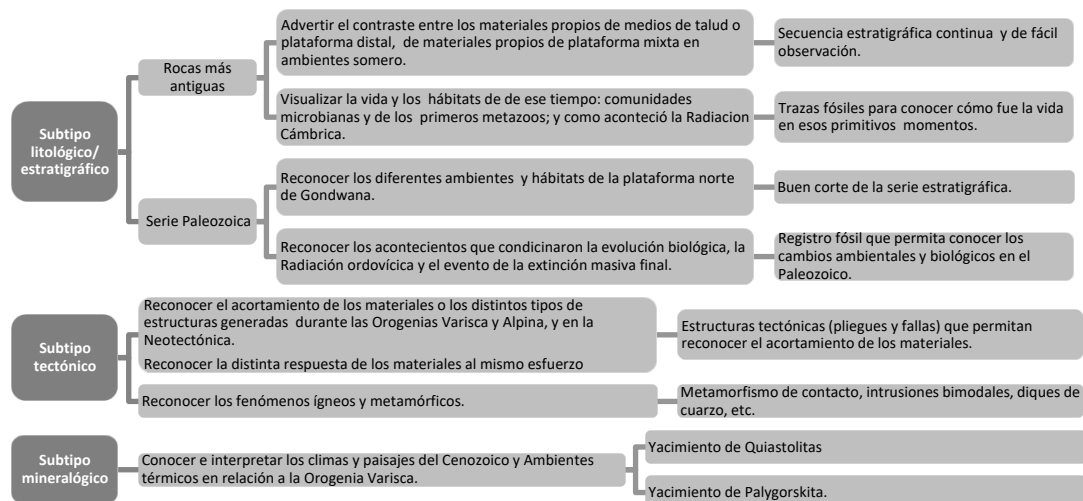 Subtipo
litológico/
estratigráfico
Rocas más
antiguas
Advertir el contraste entre los materiales propios de medios de talud o
plataforma distal, de materiales propios de plataforma mixta en
ambientes somero.
Secuencia estratigráfica continua y de fácil
observación.
Visualizar la vida y los hábitats de de ese tiempo: comunidades
microbianas y de los primeros metazoos; y como aconteció la Radiacion
Cámbrica.
Trazas fósiles para conocer cómo fue la vida
en esos primitivos momentos.
Serie Paleozoica
Reconocer los diferentes ambientes y hábitats de la plataforma norte
de Gondwana.
Buen corte de la serie estratigráfica.
Reconocer los acontecientos que condicinaron la evolución biológica, la
Radiación ordovícica y el evento de la extinción masiva final.
Registro fósil que permita conocer los
cambios ambientales y biológicos en el
Paleozoico.
Subtipo
tectónico
Reconocer el acortamiento de los materiales o los distintos tipos de
estructuras generadas durante las Orogenias Varisca y Alpina, y en la
Neotectónica.
Reconocer la distinta respuesta de los materiales al mismo esfuerzo
Estructuras tectónicas (pliegues y fallas) que permitan
reconocer el acortamiento de los materiales.
Reconocer los fenómenos ígneos y metamórficos.
Metamorfismo de contacto, intrusiones bimodales, diques de
cuarzo, etc.
Subtipo
mineralógico
Conocer e interpretar los climas y paisajes del Cenozoico y Ambientes
térmicos en relación a la Orogenia Varisca.
Yacimiento de Quiastolitas
Yacimiento de Palygorskita.